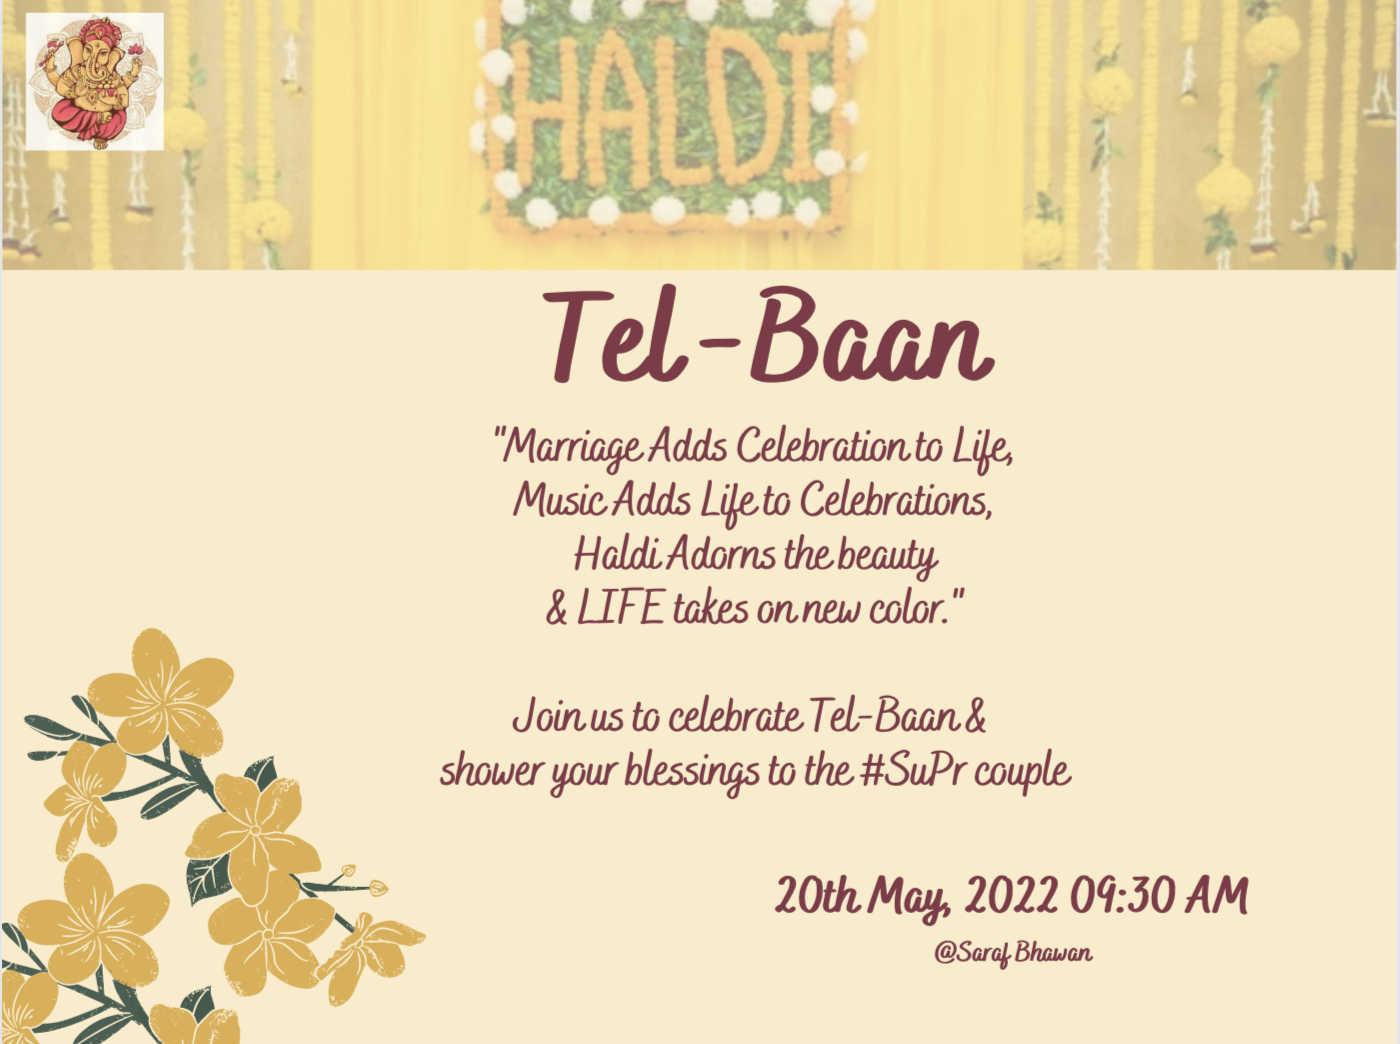 HALDI
Tel-Baan
"Marriage Adds Celebration to Life,
Music Adds Life to Celebrations,
Haldi Adorns the beauty
& LIFE takes on new color."
Join us to celebrate Tel-Baan &
shower your blessings to the #SuPr couple
20th May, 2022 09:30 AM
@Saraf Bhawan